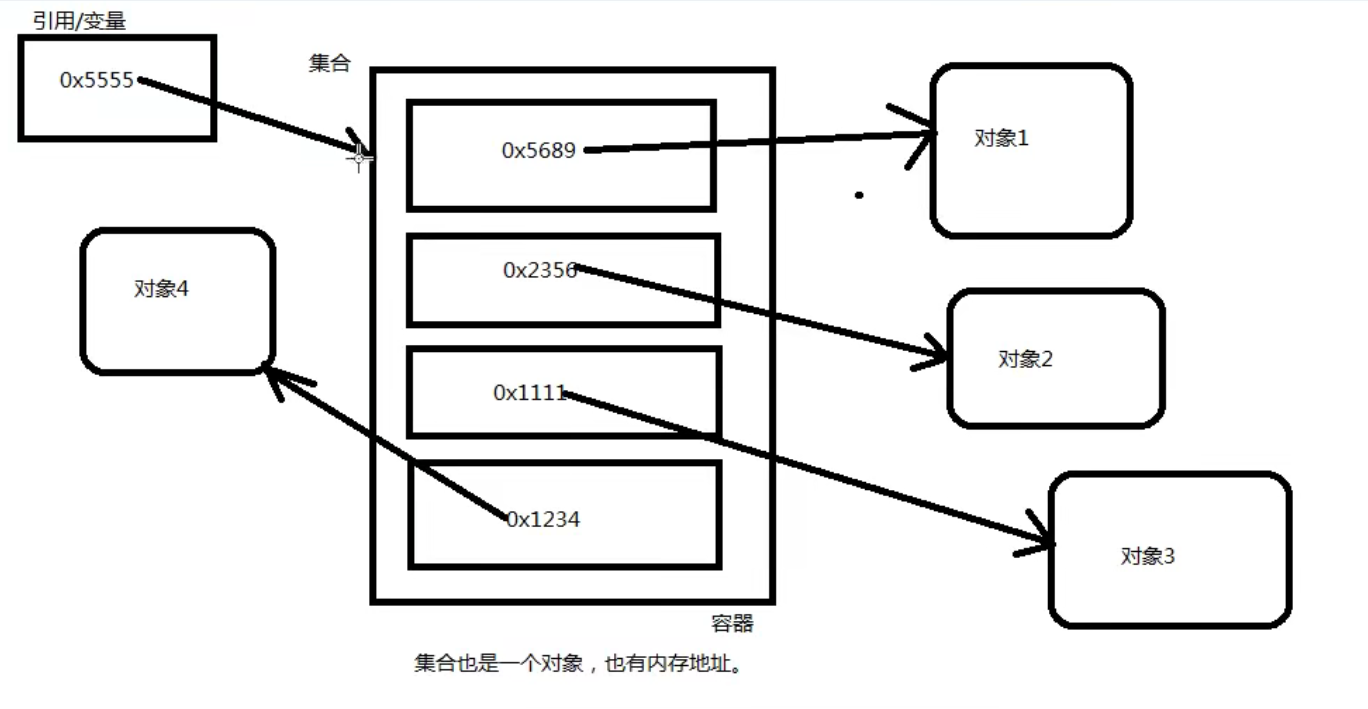 引用/变量
0x5555
集合
0x5689
对象1
0x2356
对象4
对象2
0x1111
0x1234
对象3
容器
集合也是一个对象，也有内存地址。